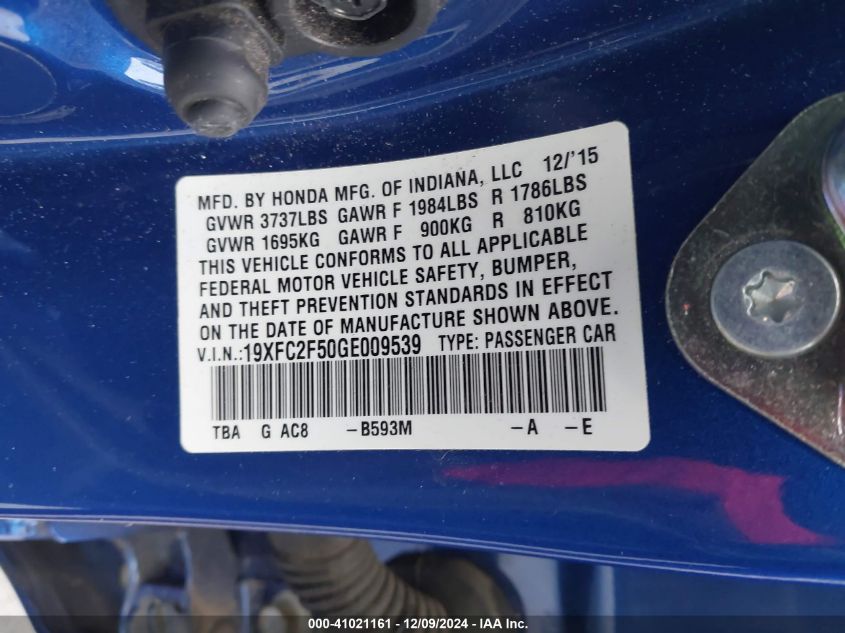 MFD. BY HONDA MFG. OF INDIANA, LLC 12/'15
GVWR 3737LBS GAWR F 1984LBS R 1786LBS
GVWR 1695KG GAWR F 900KG R 810KG
THIS VEHICLE CONFORMS TO ALL APPLICABLE
FEDERAL MOTOR VEHICLE SAFETY, BUMPER,
AND THEFT PREVENTION STANDARDS IN EFFECT
ON THE DATE OF MANUFACTURE SHOWN ABOVE.
V.I.N.:19XFC2F50GE009539 TYPE: PASSENGER CAR
TBA G AC8 -B593M -A -E
000-41021161 - 12/09/2024 - IAA Inc.